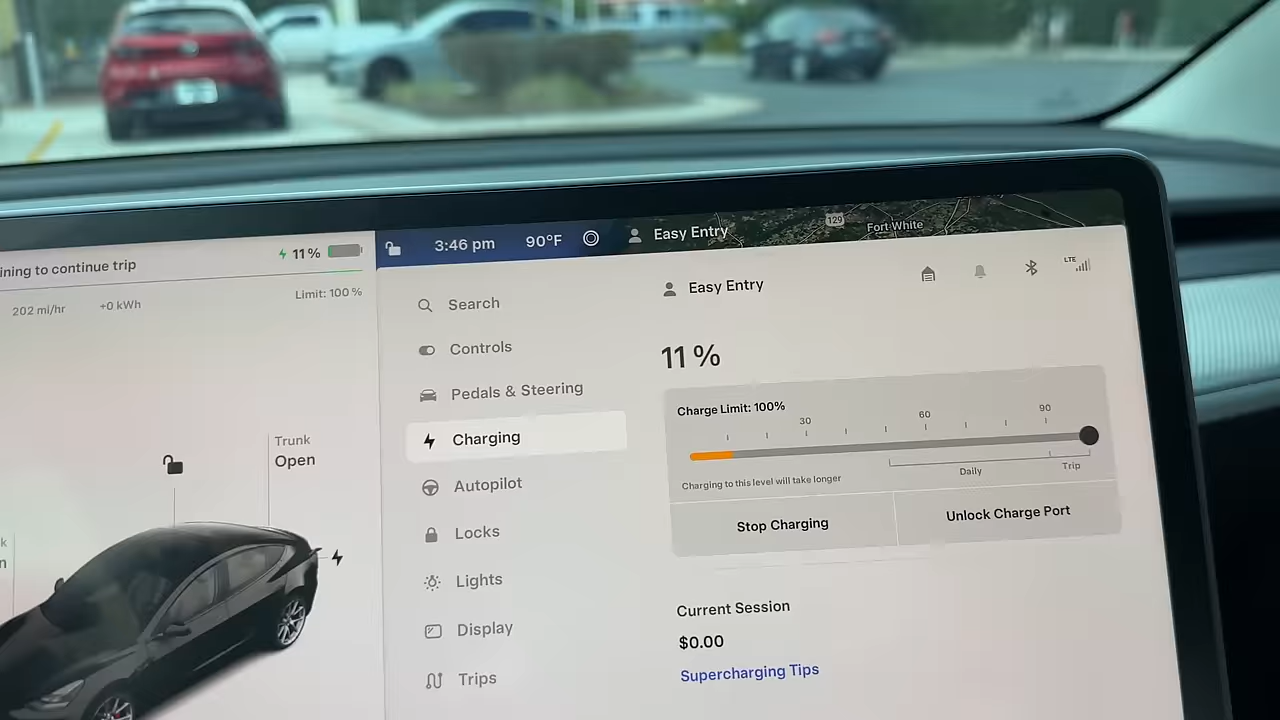 ining to continue trip
11%
202 mi/hr
+0 kWh
Limit: 100%
Trunk
Open
k
n
3:46 pm
90°F
Easy Entry
129
Fort White
Search
Controls
Pedals & Steering
Charging
Autopilot
Locks
Lights
Display
Trips
Easy Entry
LTE
11 %
Charge Limit: 100%
30
60
90
Daily
Trip
Charging to this level will take longer
Stop Charging
Unlock Charge Port
Current Session
$0.00
Supercharging Tips